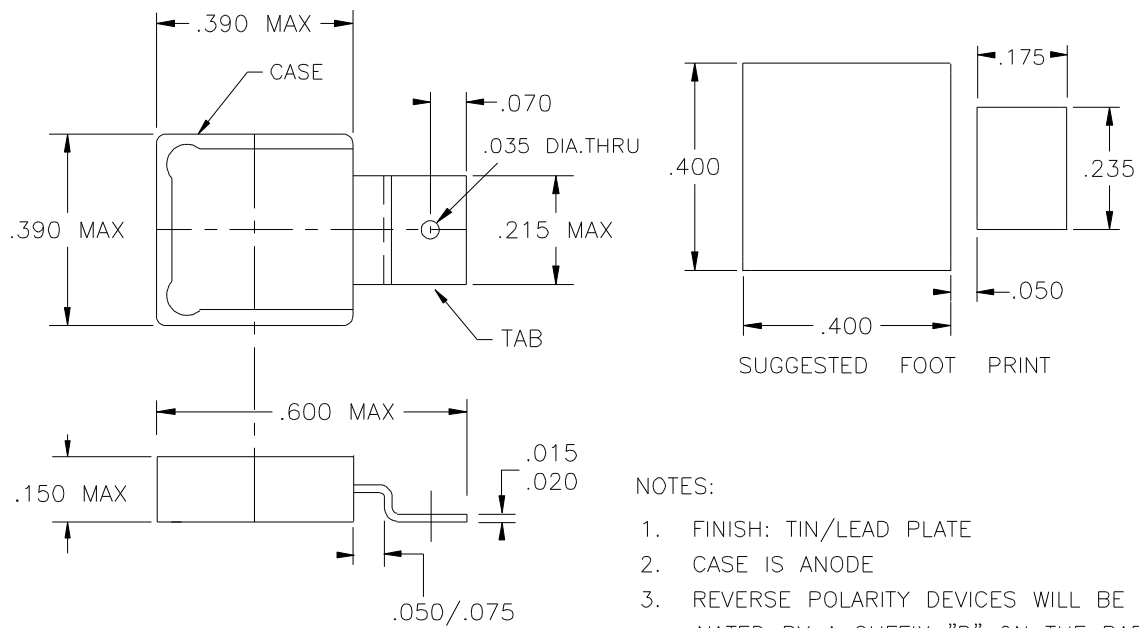 .390 MAX
CASE
.070
.035 DIA.THRU
.390 MAX
.215 MAX
TAB
.175
.400
.235
.050
.400
SUGGESTED FOOT PRINT
.600 MAX
.015
.020
.150 MAX
.050/.075
NOTES:
1. FINISH: TIN/LEAD PLATE
2. CASE IS ANODE
3. REVERSE POLARITY DEVICES WILL BE